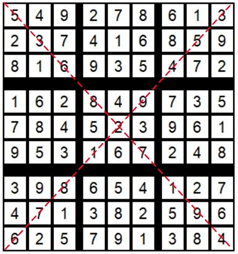 5 4 9 2 7 8 6 1 3
2 3 7 4 1 6 8 5 9
8 1 6 9 3 5 4 7 2
1 6 2 8 4 9 7 3 5
7 8 4 5 2 3 9 6 1
9 5 3 1 6 7 2 4 8
3 9 8 6 5 4 1 2 7
4 7 1 3 8 2 5 9 6
6 2 5 7 9 1 3 8 4